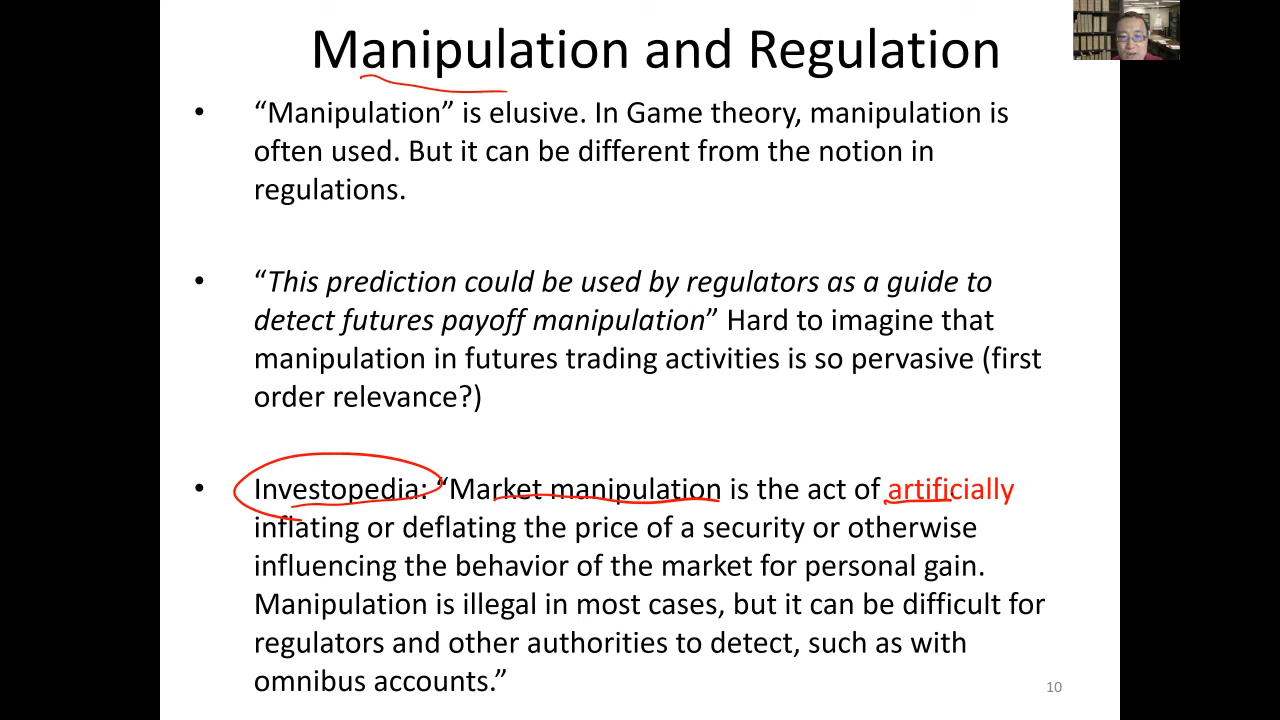 Manipulation and Regulation
• “Manipulation” is elusive. In Game theory, manipulation is
often used. But it can be different from the notion in
regulations.
• “This prediction could be used by regulators as a guide to
detect futures payoff manipulation” Hard to imagine that
manipulation in futures trading activities is so pervasive (first
order relevance?)
• Investopedia: “Market manipulation is the act of artificially
inflating or deflating the price of a security or otherwise
influencing the behavior of the market for personal gain.
Manipulation is illegal in most cases, but it can be difficult for
regulators and other authorities to detect, such as with
omnibus accounts.”
10